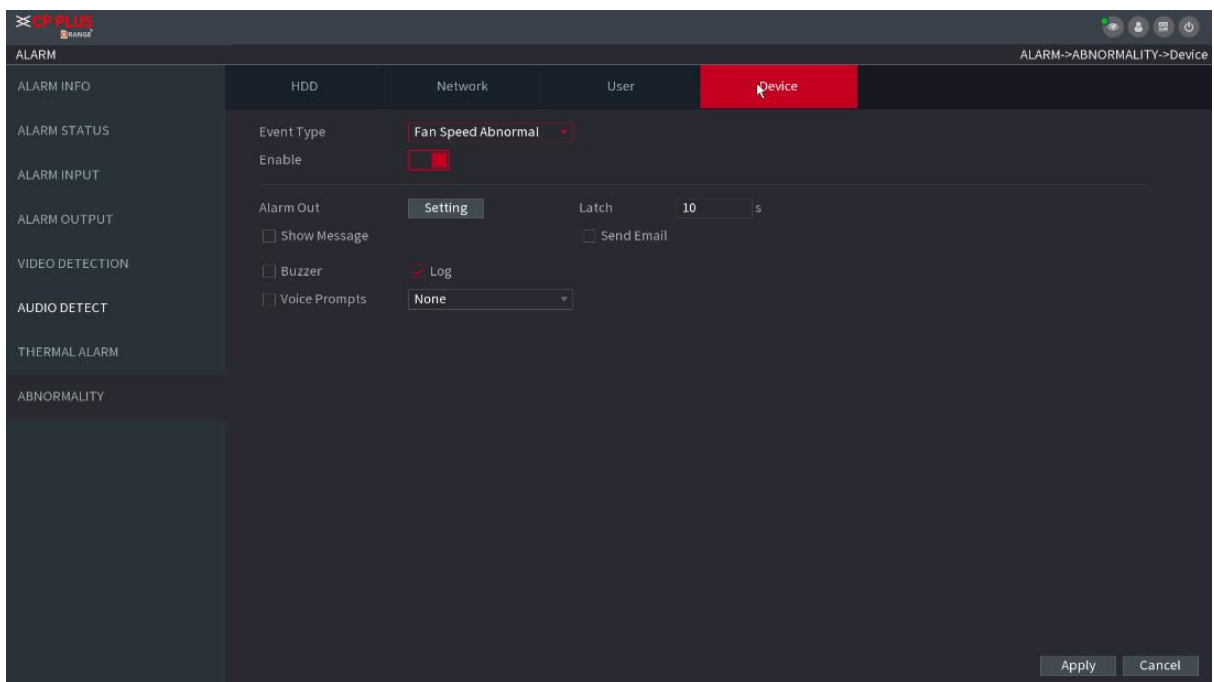 CP PLUS
ORANGE
ALARM
ALARM->ABNORMALITY->Device
ALARM INFO
HDD
Network
User
Device
ALARM STATUS
Event Type
Fan Speed Abnormal
Enable
ALARM INPUT
ALARM OUTPUT
Alarm Out
Setting
Latch
10
s
Show Message
Send Email
VIDEO DETECTION
Buzzer
Log
AUDIO DETECT
Voice Prompts
None
THERMAL ALARM
ABNORMALITY
Apply
Cancel